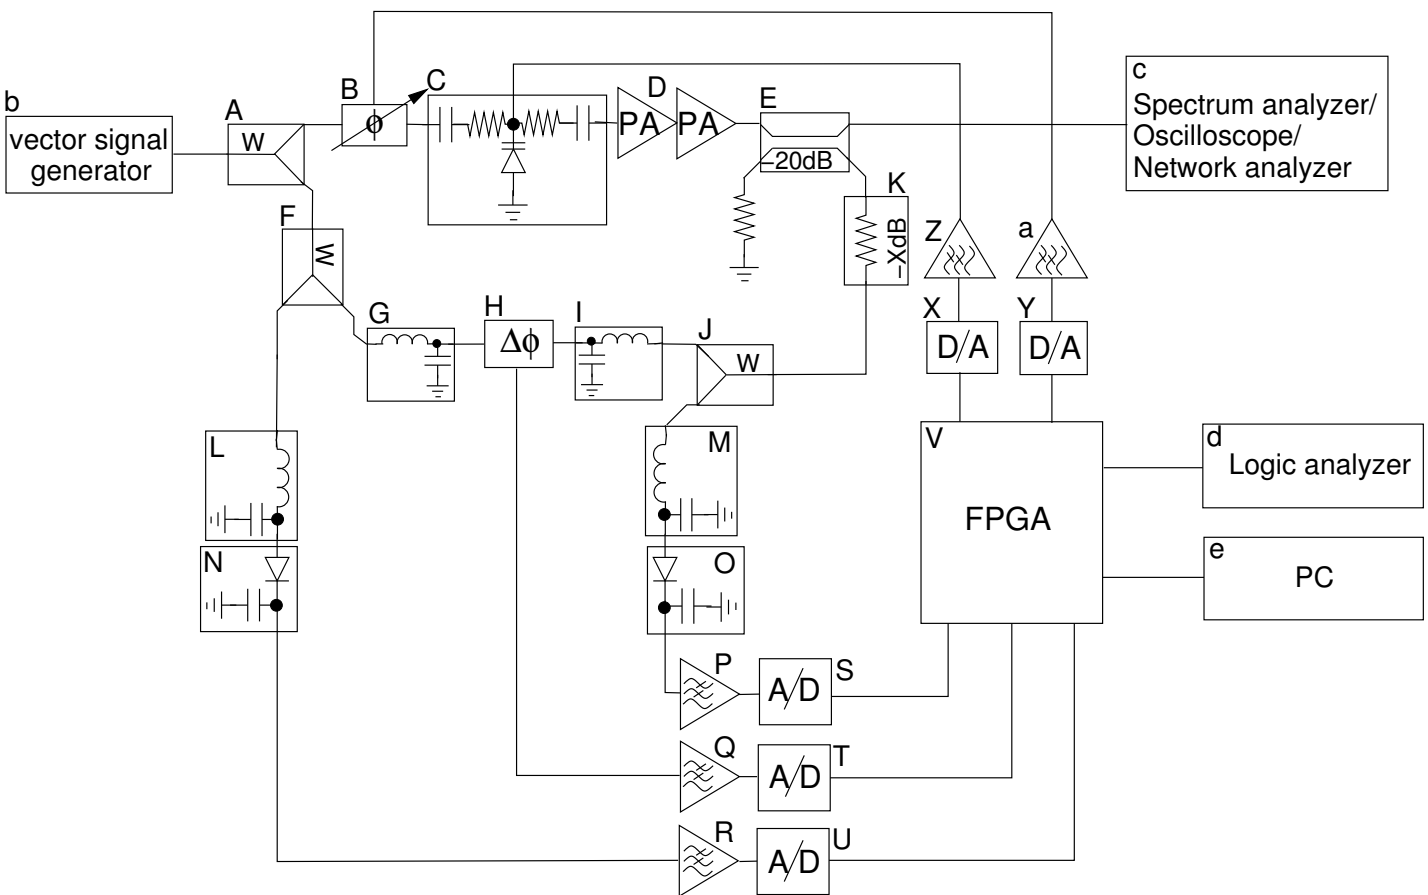 b
vector signal
generator
A
W
B
ϕ
C
D
PA
PA
E
–20dB
c
Spectrum analyzer/
Oscilloscope/
Network analyzer
K
–XdB
F
W
G
H
Δϕ
I
J
W
Z
a
X
D/A
Y
D/A
L
M
N
O
V
FPGA
d
Logic analyzer
e
PC
P
A/D
S
Q
A/D
T
R
A/D
U